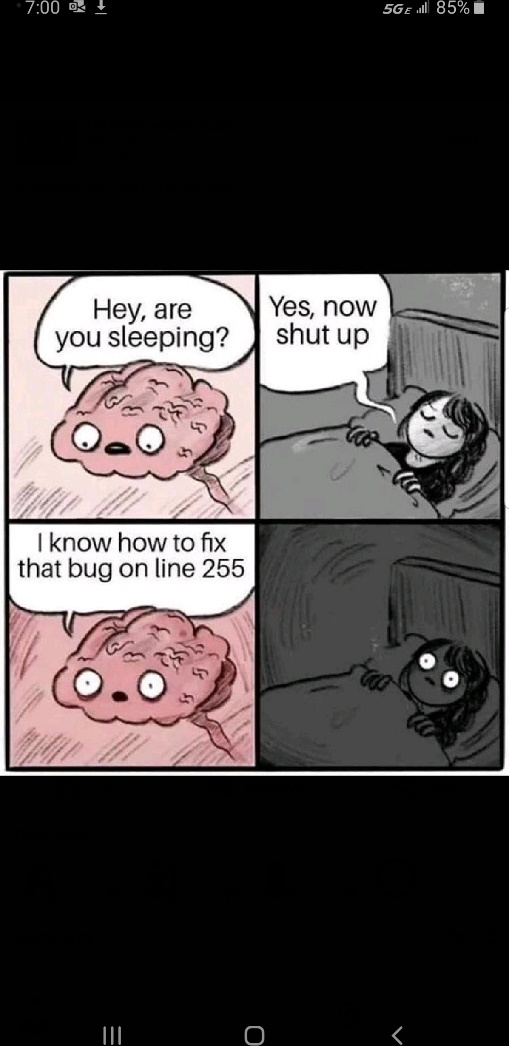 7:00
5GE 85%
Hey, are
you sleeping?
Yes, now
shut up
I know how to fix
that bug on line 255